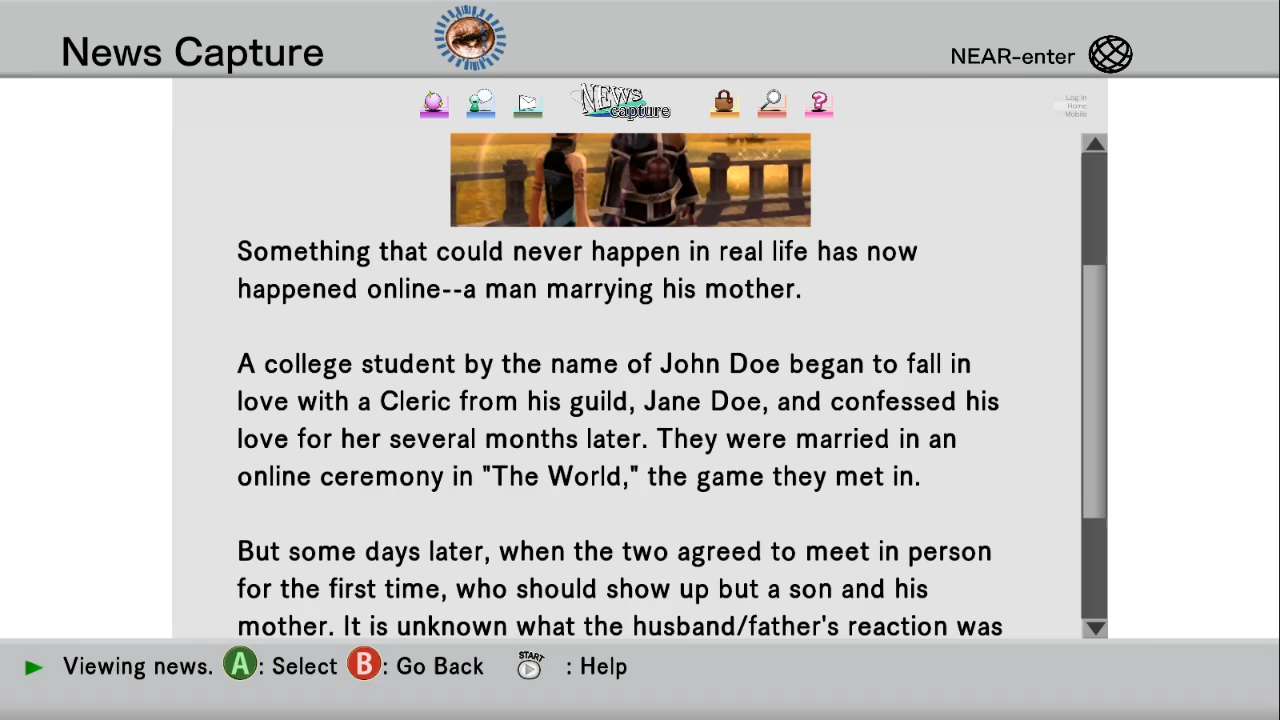 News Capture
NEAR-enter
NEWS
capture
Log In
Home
Mobile
Something that could never happen in real life has now
happened online--a man marrying his mother.
A college student by the name of John Doe began to fall in
love with a Cleric from his guild, Jane Doe, and confessed his
love for her several months later. They were married in an
online ceremony in "The World," the game they met in.
But some days later, when the two agreed to meet in person
for the first time, who should show up but a son and his
mother. It is unknown what the husband/father's reaction was
Viewing news. A : Select B : Go Back START : Help